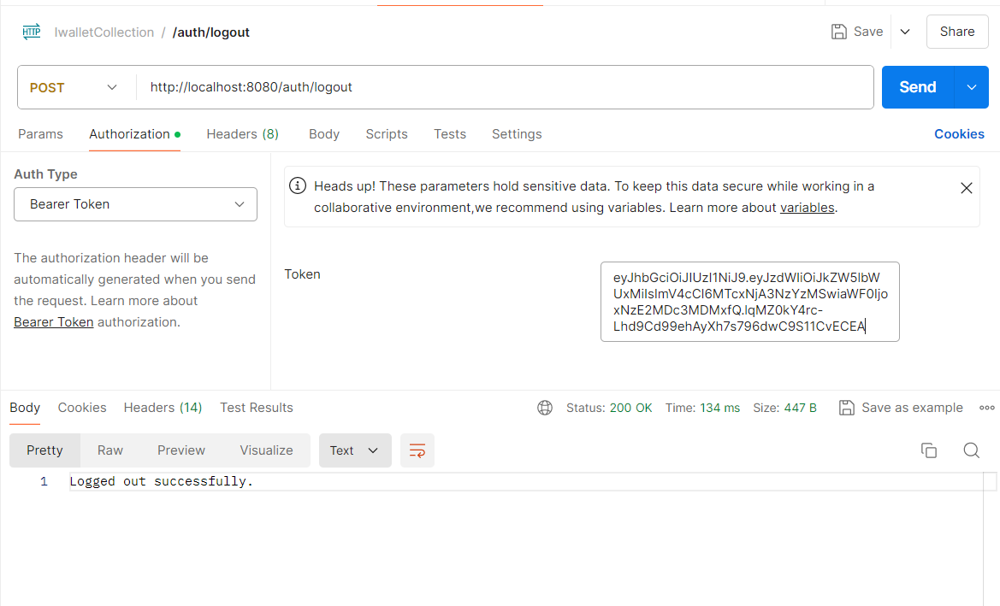 HTTP IwalletCollection / /auth/logout Save Share
POST http://localhost:8080/auth/logout Send
Params Authorization Headers (8) Body Scripts Tests Settings Cookies
Auth Type
Bearer Token
The authorization header will be
automatically generated when you send
the request. Learn more about
Bearer Token authorization.
Heads up! These parameters hold sensitive data. To keep this data secure while working in a
collaborative environment,we recommend using variables. Learn more about variables.
Token
eyJhbGciOiJIUzI1NiJ9.eyJzdWIiOiJkZW5lbW
UxMiIsImV4cCI6MTcxNjA3NzYzMSwiaWF0Ijo
xNzE2MDc3MDMxfQ.lqMZ0kY4rc-
Lhd9Cd99ehAyXh7s796dwC9S11CvECEA
Body Cookies Headers (14) Test Results Status: 200 OK Time: 134 ms Size: 447 B Save as example
Pretty Raw Preview Visualize Text
1 Logged out successfully.